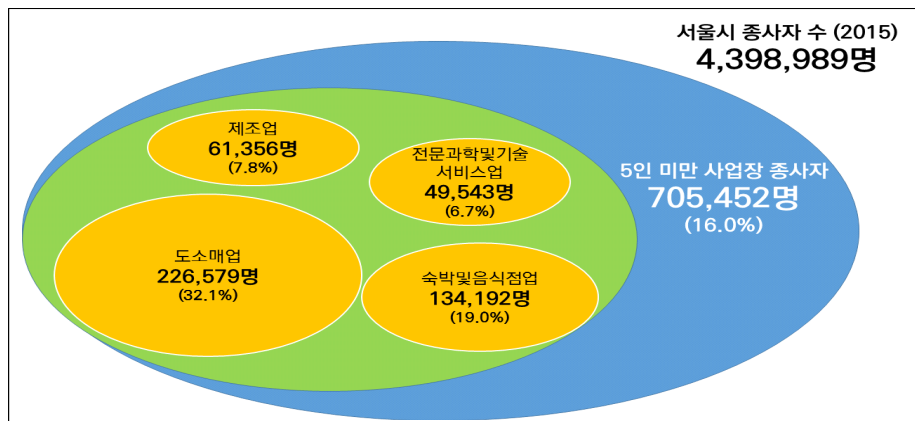 서울시 종사자 수 (2015)
4,398,989명
5인 미만 사업장 종사자
705,452명
(16.0%)
제조업
61,356명
(7.8%)
전문과학및기술
서비스업
49,543명
(6.7%)
도소매업
226,579명
(32.1%)
숙박및음식점업
134,192명
(19.0%)